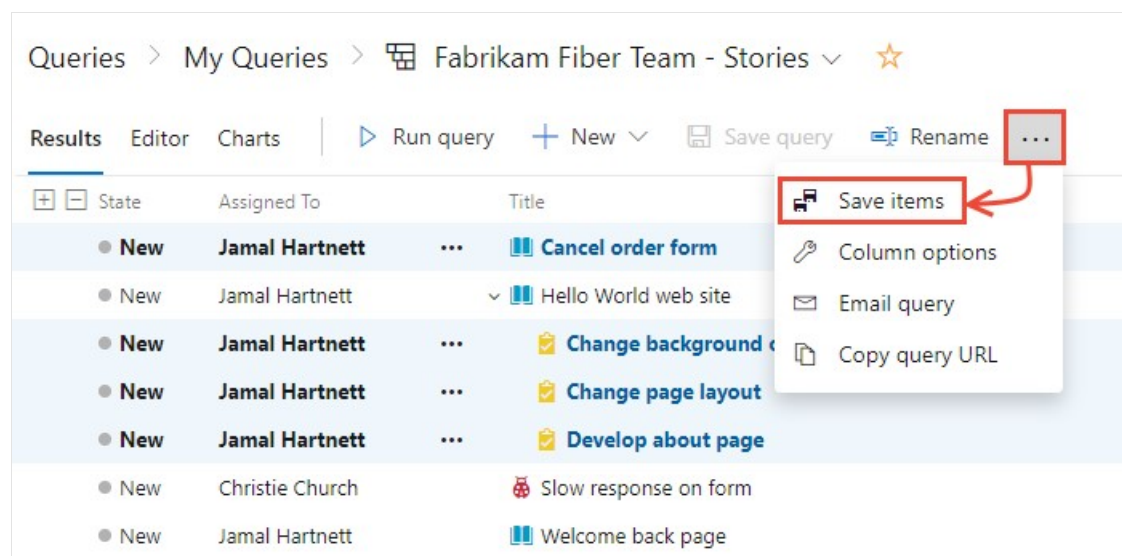 Queries > My Queries > Fabrikam Fiber Team - Stories
Results Editor Charts Run query New Save query Rename ...
State Assigned To Title Save items
New Jamal Hartnett ... Cancel order form Column options
New Jamal Hartnett Hello World web site Email query
New Jamal Hartnett ... Change background Copy query URL
New Jamal Hartnett ... Change page layout
New Jamal Hartnett ... Develop about page
New Christie Church Slow response on form
New Jamal Hartnett Welcome back page